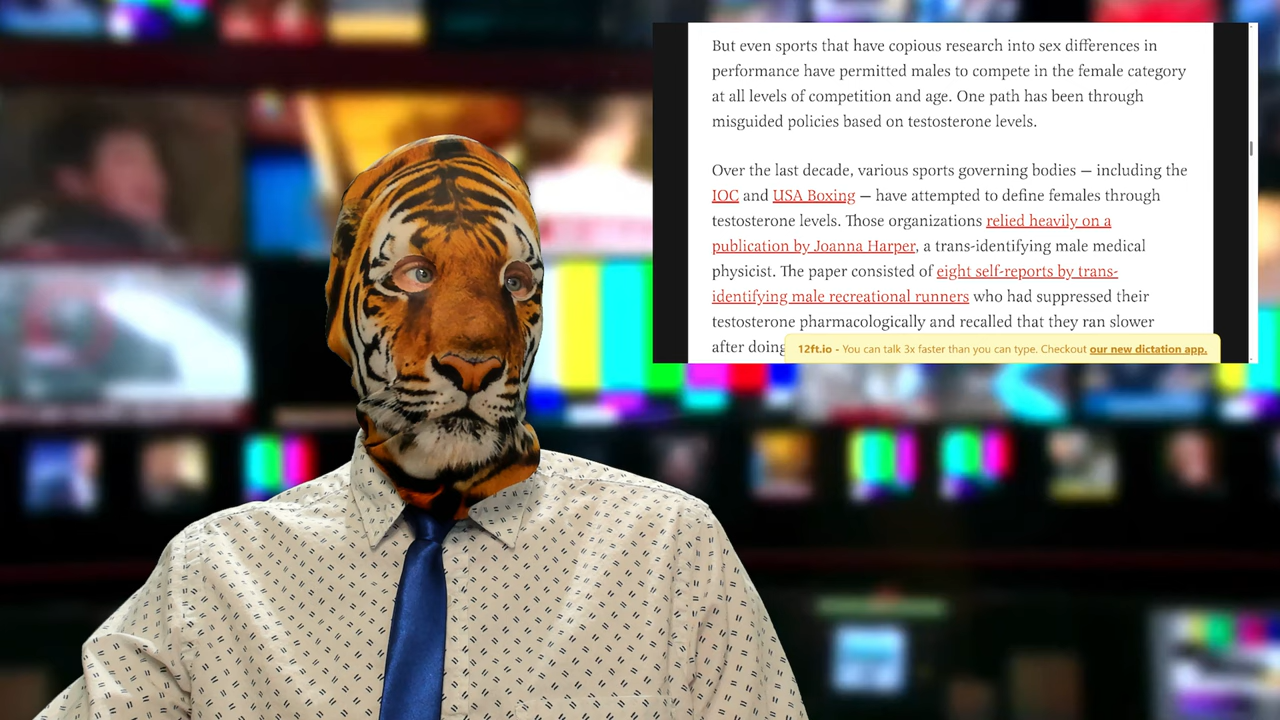 But even sports that have copious research into sex differences in
performance have permitted males to compete in the female category
at all levels of competition and age. One path has been through
misguided policies based on testosterone levels.
Over the last decade, various sports governing bodies — including the
IOC and USA Boxing — have attempted to define females through
testosterone levels. Those organizations relied heavily on a
publication by Joanna Harper, a trans-identifying male medical
physicist. The paper consisted of eight self-reports by trans-
identifying male recreational runners who had suppressed their
testosterone pharmacologically and recalled that they ran slower
after doing
12ft.io - You can talk 3x faster than you can type. Checkout our new dictation app.